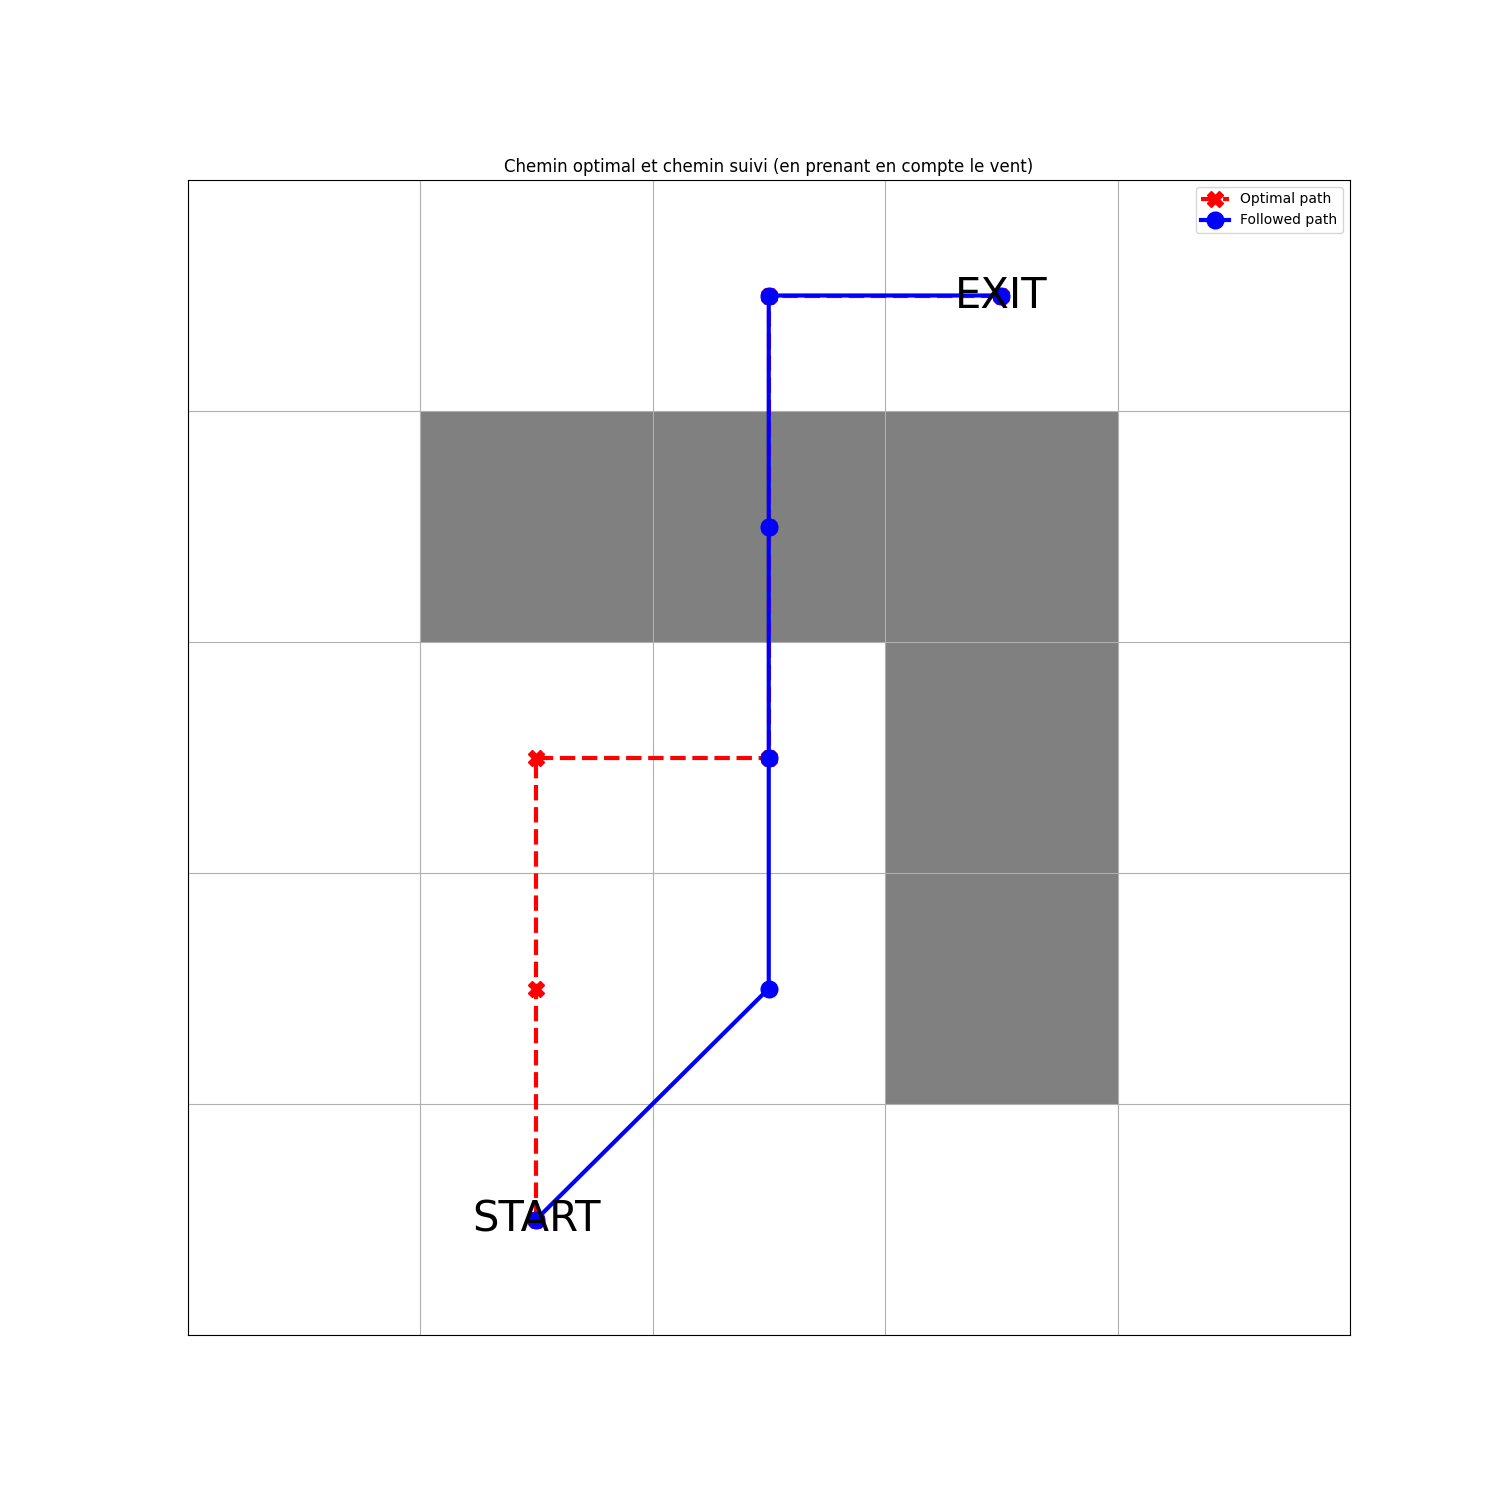 Chemin optimal et chemin suivi (en prenant en compte le vent)
Optimal path
Followed path
EXIT
START